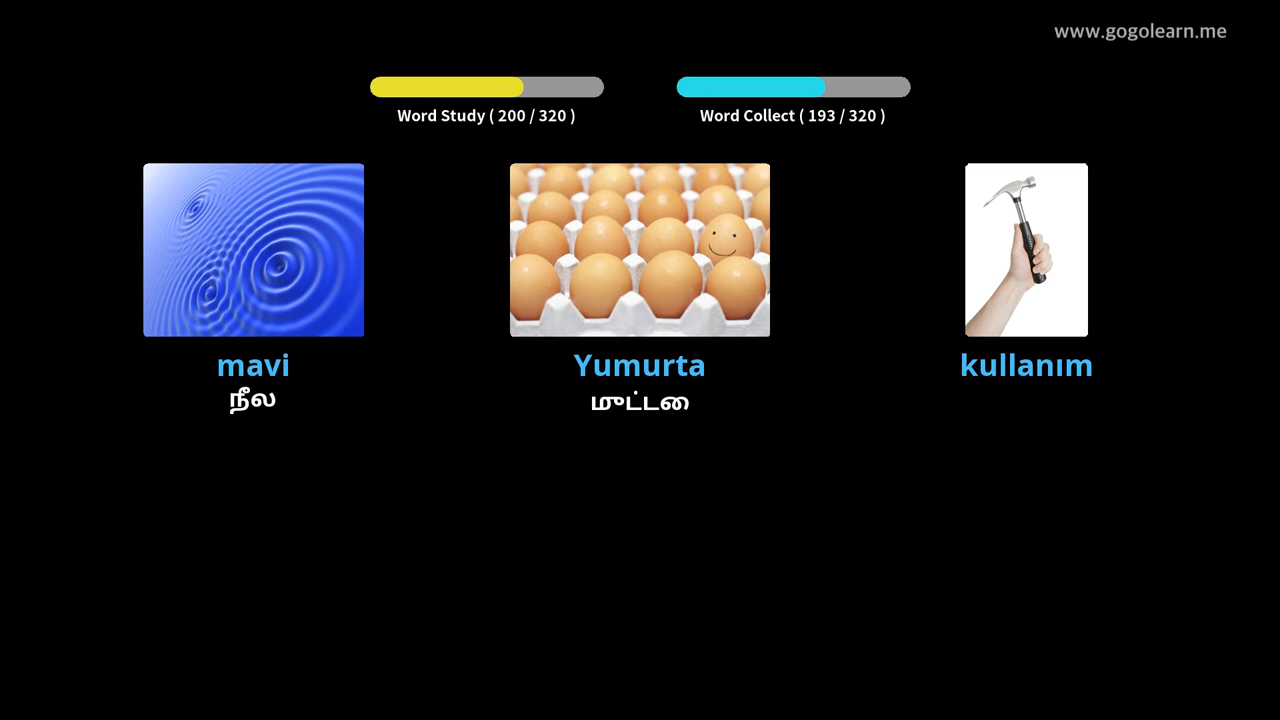 www.gogolearn.me
Word Study ( 200 / 320 )
Word Collect ( 193 / 320 )
mavi
நீல
Yumurta
முட்டை
kullanım